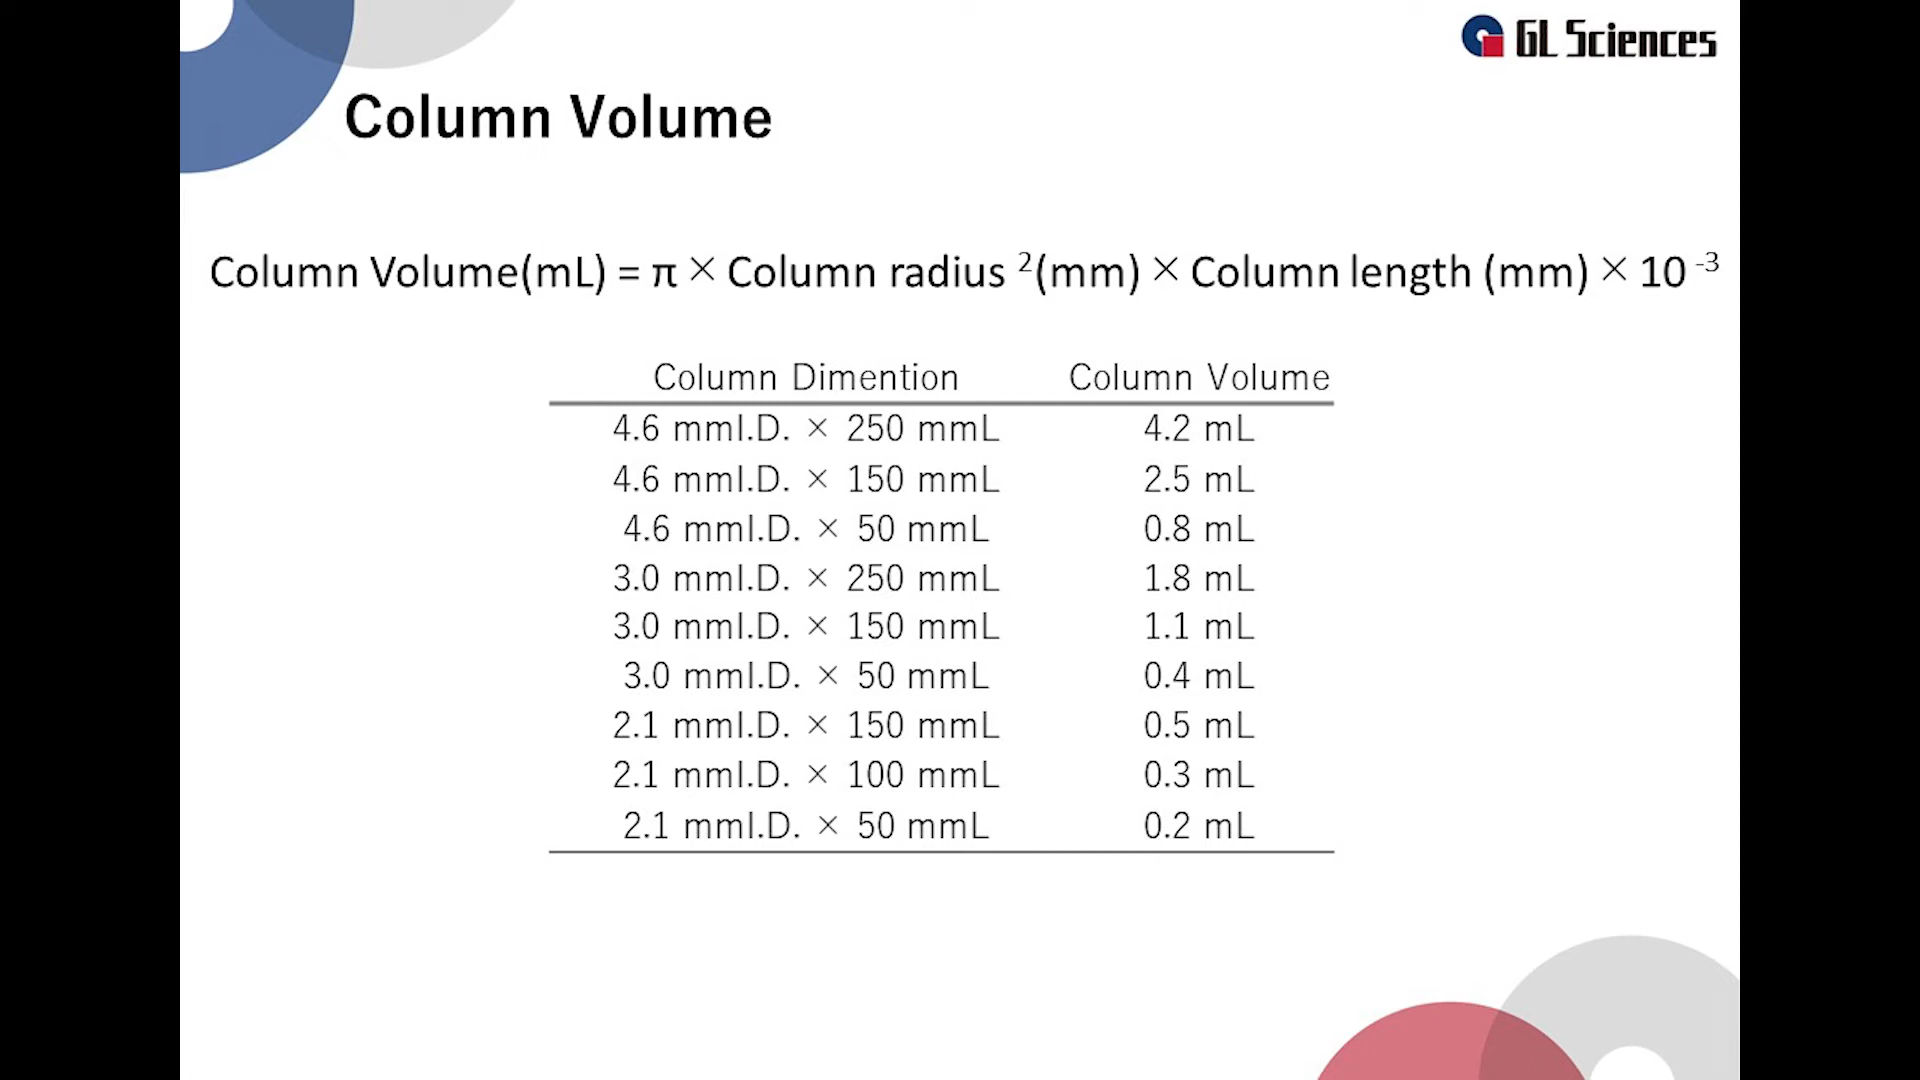 GL Sciences
Column Volume
Column Volume(mL) = π × Column radius ²(mm) × Column length (mm) × 10 ⁻³
Column Dimention Column Volume
4.6 mmI.D. × 250 mmL 4.2 mL
4.6 mmI.D. × 150 mmL 2.5 mL
4.6 mmI.D. × 50 mmL 0.8 mL
3.0 mmI.D. × 250 mmL 1.8 mL
3.0 mmI.D. × 150 mmL 1.1 mL
3.0 mmI.D. × 50 mmL 0.4 mL
2.1 mmI.D. × 150 mmL 0.5 mL
2.1 mmI.D. × 100 mmL 0.3 mL
2.1 mmI.D. × 50 mmL 0.2 mL